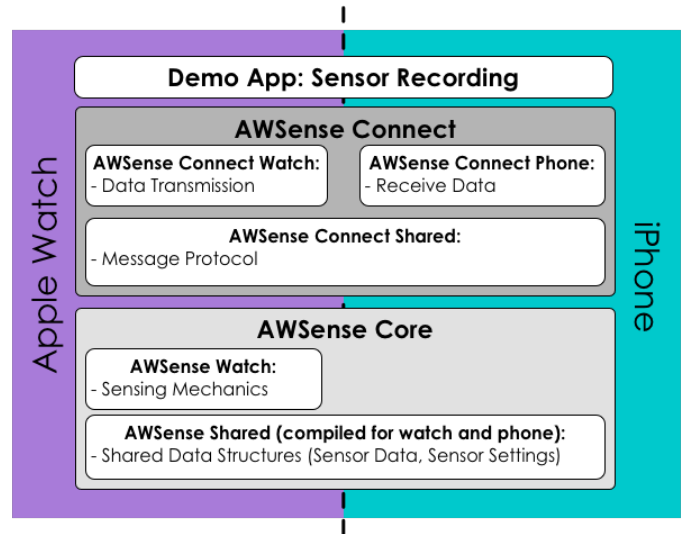 Demo App: Sensor Recording
AWSense Connect
AWSense Connect Watch:
- Data Transmission
AWSense Connect Phone:
- Receive Data
AWSense Connect Shared:
- Message Protocol
AWSense Core
AWSense Watch:
- Sensing Mechanics
AWSense Shared (compiled for watch and phone):
- Shared Data Structures (Sensor Data, Sensor Settings)
Apple Watch
iPhone